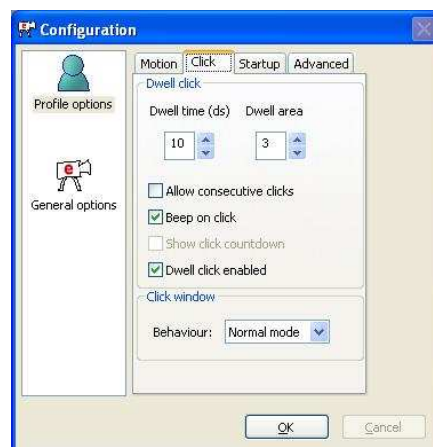 Configuration
Profile options
e
General options
Motion Click Startup Advanced
Dwell click
Dwell time (ds) Dwell area
10 3
Allow consecutive clicks
Beep on click
Show click countdown
Dwell click enabled
Click window
Behaviour: Normal mode
OK Cancel